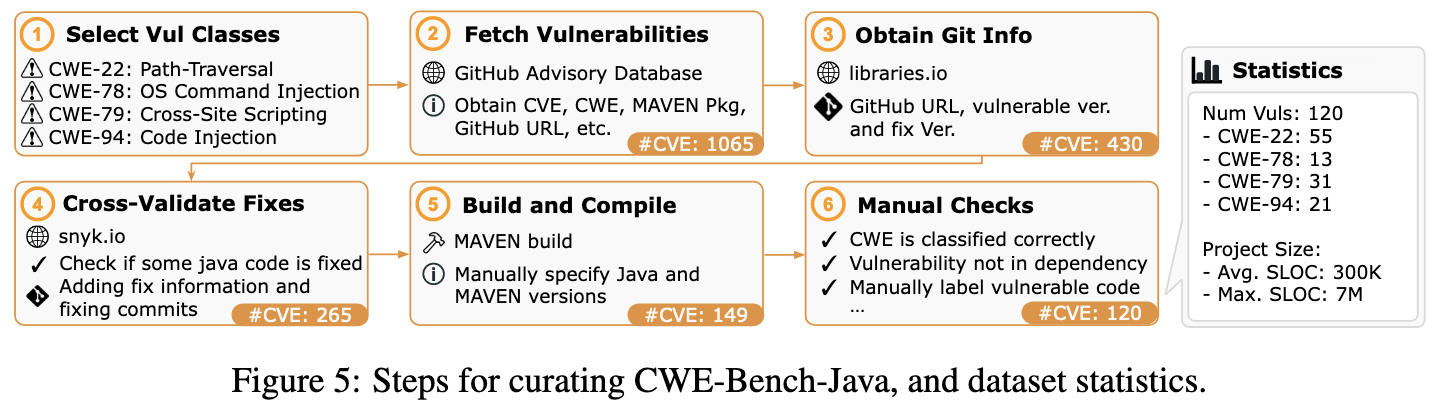 1 Select Vul Classes
CWE-22: Path-Traversal
CWE-78: OS Command Injection
CWE-79: Cross-Site Scripting
CWE-94: Code Injection
2 Fetch Vulnerabilities
GitHub Advisory Database
Obtain CVE, CWE, MAVEN Pkg,
GitHub URL, etc.
#CVE: 1065
3 Obtain Git Info
libraries.io
GitHub URL, vulnerable ver.
and fix Ver.
#CVE: 430
4 Cross-Validate Fixes
snyk.io
✓ Check if some java code is fixed
Adding fix information and
fixing commits
#CVE: 265
5 Build and Compile
MAVEN build
Manually specify Java and
MAVEN versions
#CVE: 149
6 Manual Checks
✓ CWE is classified correctly
✓ Vulnerability not in dependency
✓ Manually label vulnerable code
...
#CVE: 120
Statistics
Num Vuls: 120
- CWE-22: 55
- CWE-78: 13
- CWE-79: 31
- CWE-94: 21
Project Size:
- Avg. SLOC: 300K
- Max. SLOC: 7M
Figure 5: Steps for curating CWE-Bench-Java, and dataset statistics.